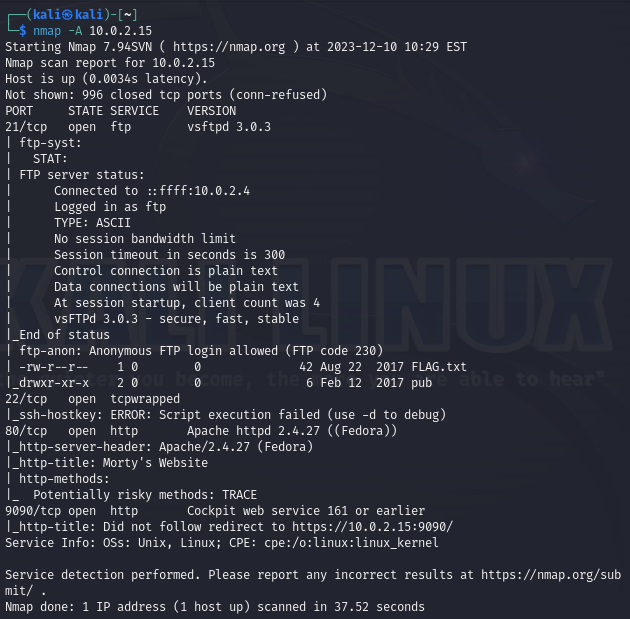 ┌──(kali㉿kali)-[~]
└─$ nmap -A 10.0.2.15
Starting Nmap 7.94SVN ( https://nmap.org ) at 2023-12-10 10:29 EST
Nmap scan report for 10.0.2.15
Host is up (0.0034s latency).
Not shown: 996 closed tcp ports (conn-refused)
PORT     STATE SERVICE    VERSION
21/tcp   open  ftp        vsftpd 3.0.3
| ftp-syst:
|   STAT:
| FTP server status:
|      Connected to ::ffff:10.0.2.4
|      Logged in as ftp
|      TYPE: ASCII
|      No session bandwidth limit
|      Session timeout in seconds is 300
|      Control connection is plain text
|      Data connections will be plain text
|      At session startup, client count was 4
|      vsFTPd 3.0.3 - secure, fast, stable
|_End of status
| ftp-anon: Anonymous FTP login allowed (FTP code 230)
| -rw-r--r--    1 0        0              42 Aug 22  2017 FLAG.txt
|_drwxr-xr-x    2 0        0               6 Feb 12  2017 pub
22/tcp   open  tcpwrapped
|_ssh-hostkey: ERROR: Script execution failed (use -d to debug)
80/tcp   open  http       Apache httpd 2.4.27 ((Fedora))
|_http-server-header: Apache/2.4.27 (Fedora)
|_http-title: Morty's Website
| http-methods:
|_  Potentially risky methods: TRACE
9090/tcp open  http       Cockpit web service 161 or earlier
|_http-title: Did not follow redirect to https://10.0.2.15:9090/
Service Info: OSs: Unix, Linux; CPE: cpe:/o:linux:linux_kernel

Service detection performed. Please report any incorrect results at https://nmap.org/sub
mit/ .
Nmap done: 1 IP address (1 host up) scanned in 37.52 seconds
KALI LINUX